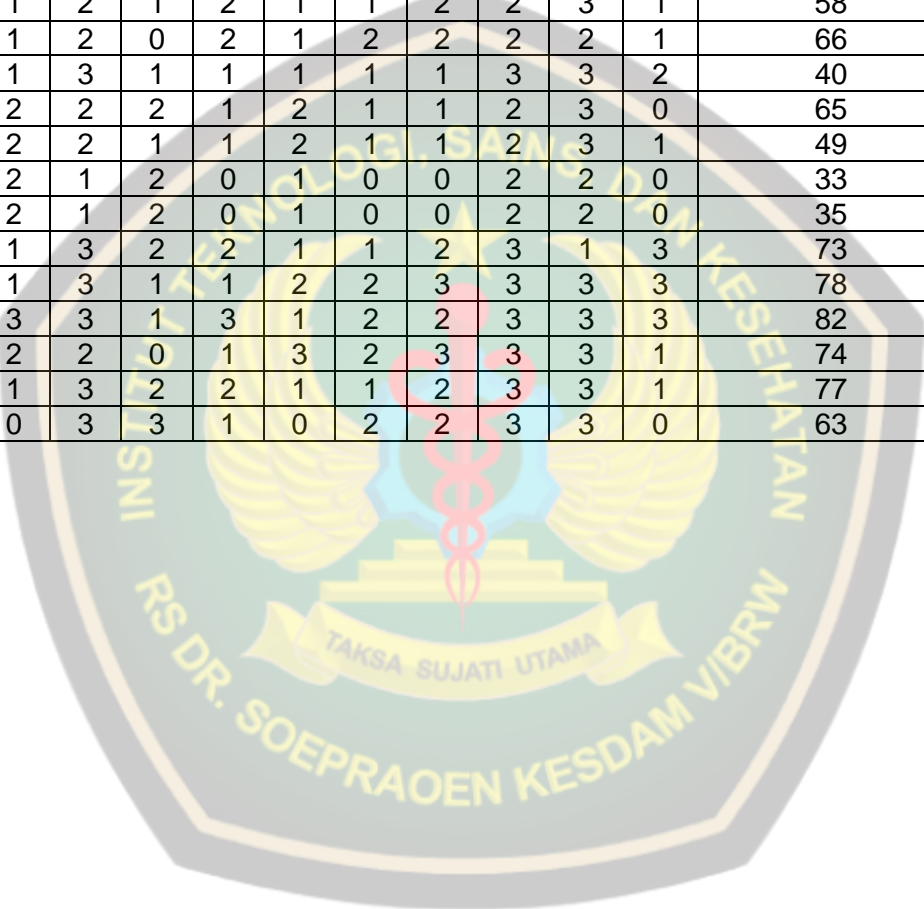 1 2 1 2 1 1 2 2 3 1 58
1 2 0 2 1 2 2 2 2 1 66
1 3 1 1 1 1 1 3 3 2 40
2 2 2 1 2 1 1 2 3 0 65
2 2 1 1 2 1 1 2 3 1 49
2 1 2 0 1 0 0 2 2 0 33
2 1 2 0 1 0 0 2 2 0 35
1 3 2 2 1 1 2 3 1 3 73
1 3 1 1 2 2 3 3 3 3 78
3 3 1 3 1 2 2 3 3 3 82
2 2 0 1 3 2 3 3 3 1 74
1 3 2 2 1 1 2 3 3 1 77
0 3 3 1 0 2 2 3 3 0 63
INSTITUT TEKNOLOGI, SAINS, DAN KESEHATAN
TAKSA SUJATI UTAMA
RS DR. SOEPRAOEN KESDAM V/BRW